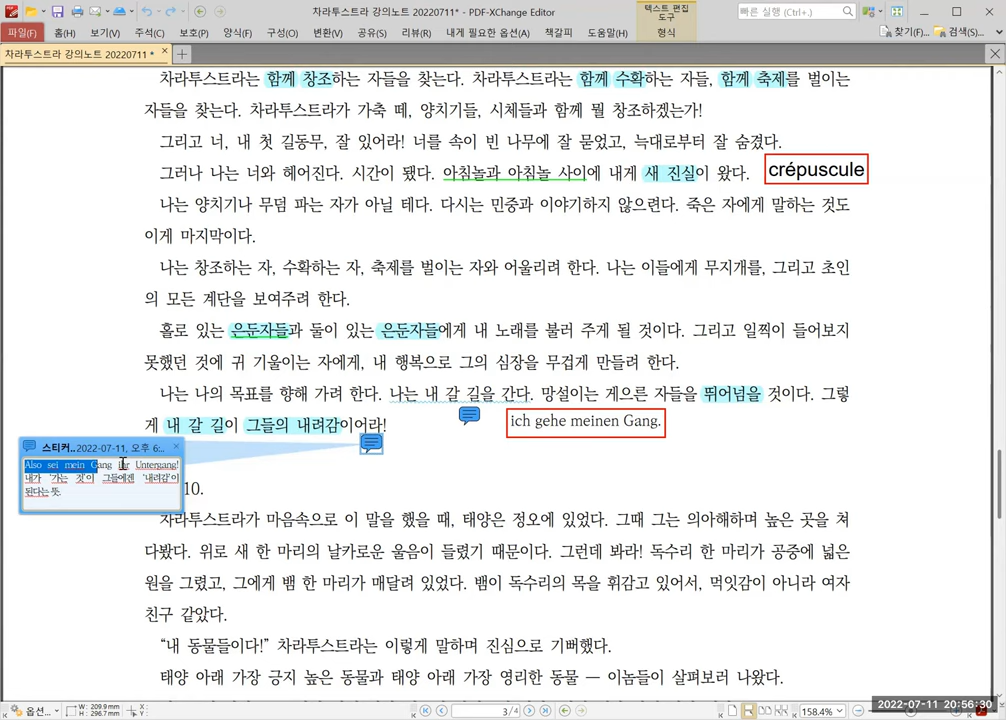 차라투스트라 강의노트 20220711* - PDF-XChange Editor
텍스트 편집 도구
빠른 실행 (Ctrl+.)
파일(F) 홈(H) 보기(V) 주석(C) 보호(P) 양식(F) 구성(O) 변환(V) 공유(S) 리뷰(R) 내게 필요한 옵션(A) 책갈피 도움말(H) 형식 찾기(F)... 검색(S)...
차라투스트라 강의노트 20220711 *
차라투스트라는 함께 창조하는 자들을 찾는다. 차라투스트라는 함께 수확하는 자들, 함께 축제를 벌이는
자들을 찾는다. 차라투스트라가 가축 떼, 양치기들, 시체들과 함께 뭘 창조하겠는가!
그리고 너, 내 첫 길동무, 잘 있어라! 너를 속이 빈 나무에 잘 묻었고, 늑대로부터 잘 숨겼다.
그러나 나는 너와 헤어진다. 시간이 됐다. 아침놀과 아침놀 사이에 내게 새 진실이 왔다. crépuscule
나는 양치기나 무덤 파는 자가 아닐 테다. 다시는 민중과 이야기하지 않으련다. 죽은 자에게 말하는 것도
이게 마지막이다.
나는 창조하는 자, 수확하는 자, 축제를 벌이는 자와 어울리려 한다. 나는 이들에게 무지개를, 그리고 초인
의 모든 계단을 보여주려 한다.
홀로 있는 은둔자들과 둘이 있는 은둔자들에게 내 노래를 불러 주게 될 것이다. 그리고 일찍이 들어보지
못했던 것에 귀 기울이는 자에게, 내 행복으로 그의 심장을 무겁게 만들려 한다.
나는 나의 목표를 향해 가려 한다. 나는 내 갈 길을 간다. 망설이는 게으른 자들을 뛰어넘을 것이다. 그렇
게 내 갈 길이 그들의 내려감이어라!
ich gehe meinen Gang.
스티커.. 2022-07-11, 오후 6:..
Also sei mein Gang ihr Untergang!
내가 '가는 것'이 그들에겐 '내려감'이
된다는 뜻.
10.
차라투스트라가 마음속으로 이 말을 했을 때, 태양은 정오에 있었다. 그때 그는 의아해하며 높은 곳을 쳐
다봤다. 위로 새 한 마리의 날카로운 울음이 들렸기 때문이다. 그런데 봐라! 독수리 한 마리가 공중에 넓은
원을 그렸고, 그에게 뱀 한 마리가 매달려 있었다. 뱀이 독수리의 목을 휘감고 있어서, 먹잇감이 아니라 여자
친구 같았다.
“내 동물들이다!” 차라투스트라는 이렇게 말하며 진심으로 기뻐했다.
태양 아래 가장 긍지 높은 동물과 태양 아래 가장 영리한 동물 — 이놈들이 살펴보러 나왔다.
옵션... W: 209.9mm H: 296.7mm X: Y: 3/4 158.4%
2022-07-11 20:56:30